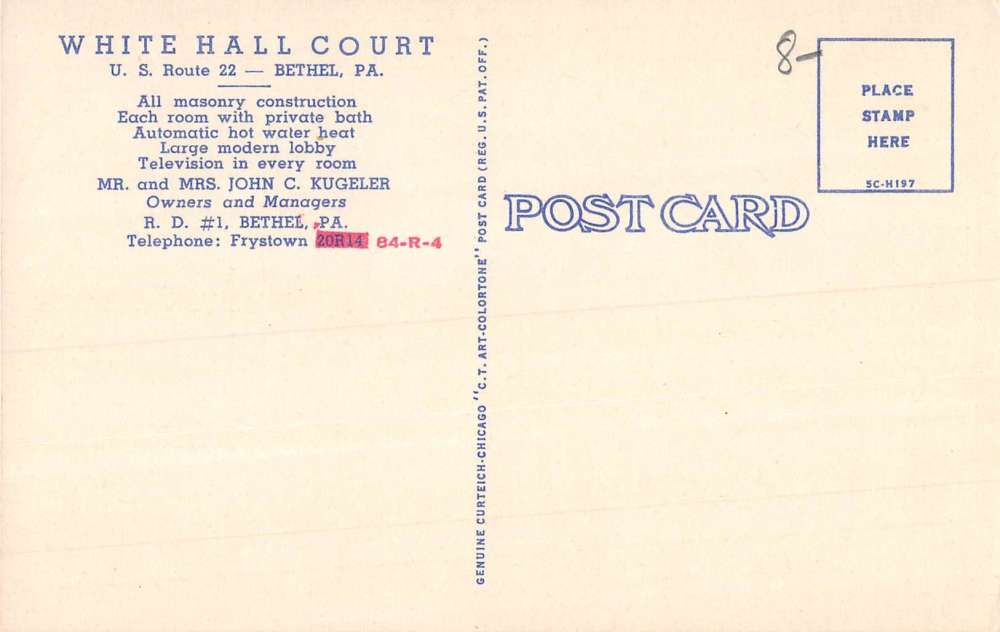 WHITE HALL COURT
U. S. Route 22 — BETHEL, PA.
All masonry construction
Each room with private bath
Automatic hot water heat
Large modern lobby
Television in every room
MR. and MRS. JOHN C. KUGELER
Owners and Managers
R. D. #1, BETHEL, PA.
Telephone: Frystown 20R14 84-R-4
GENUINE CURTEICH-CHICAGO "C.T. ART-COLORTONE" POST CARD (REG. U.S. PAT. OFF.)
8-
PLACE
STAMP
HERE
5C-H197
POST CARD